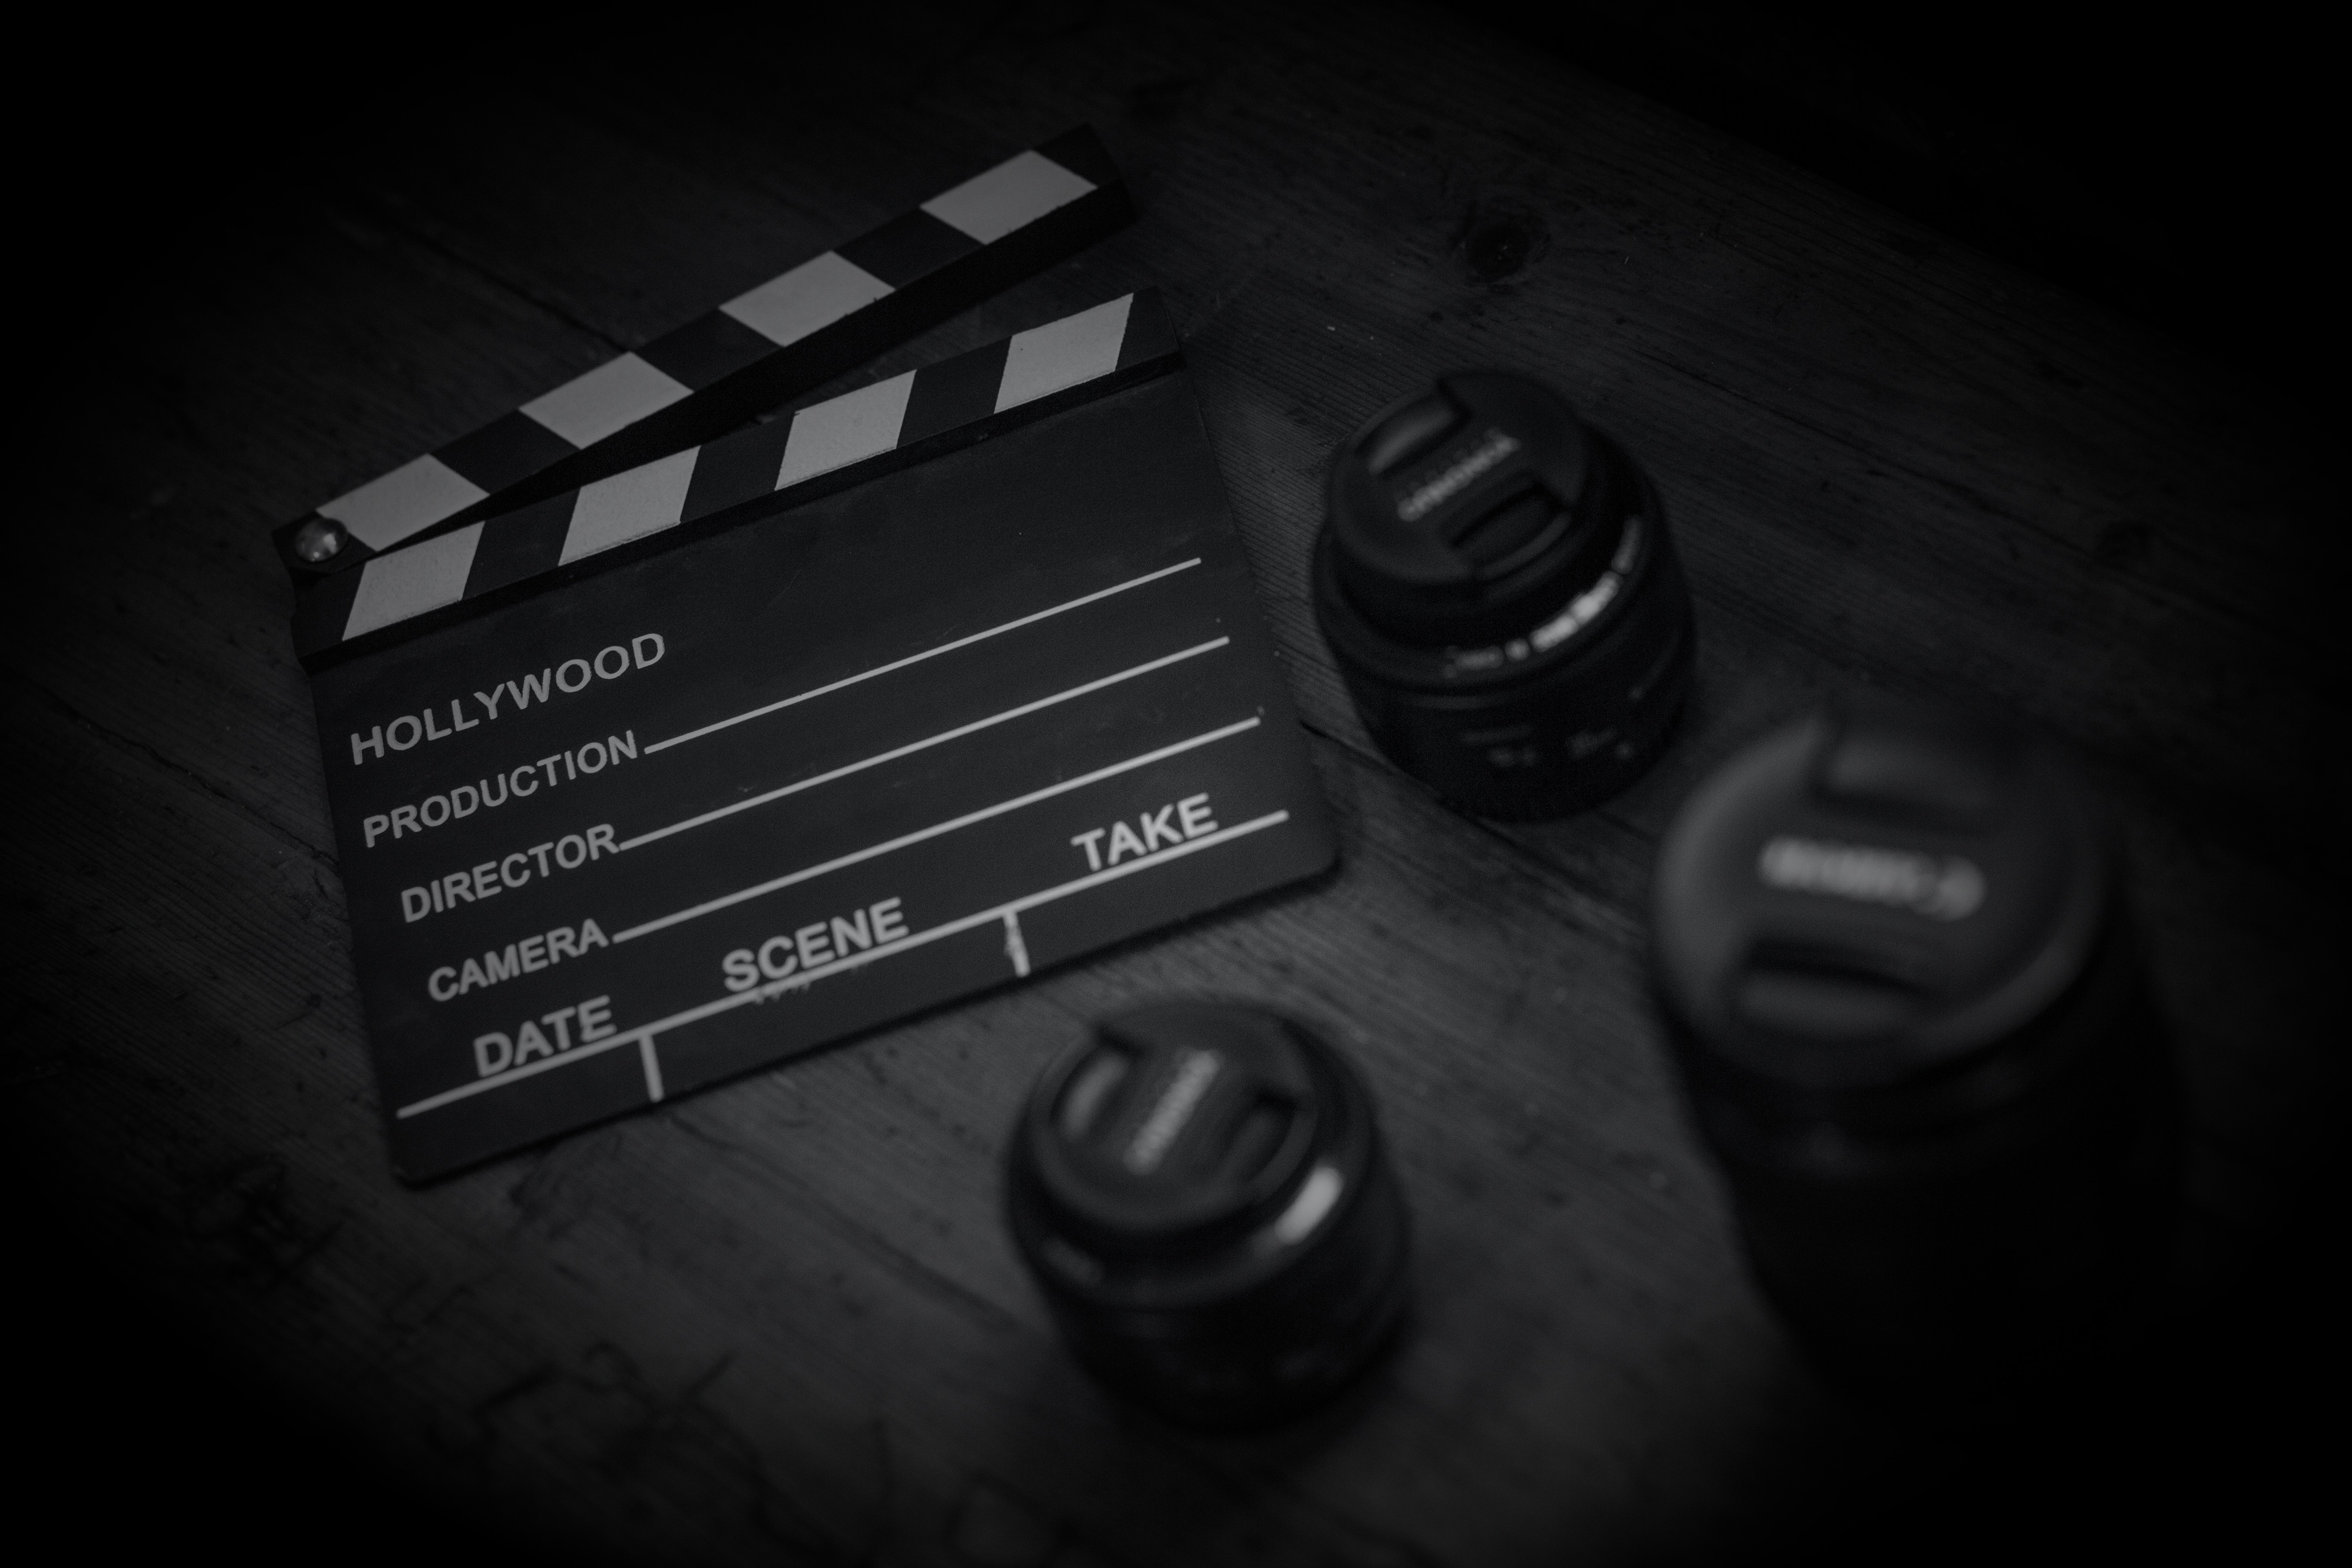 HOLLYWOOD
PRODUCTION
DIRECTOR
CAMERA
DATE SCENE TAKE